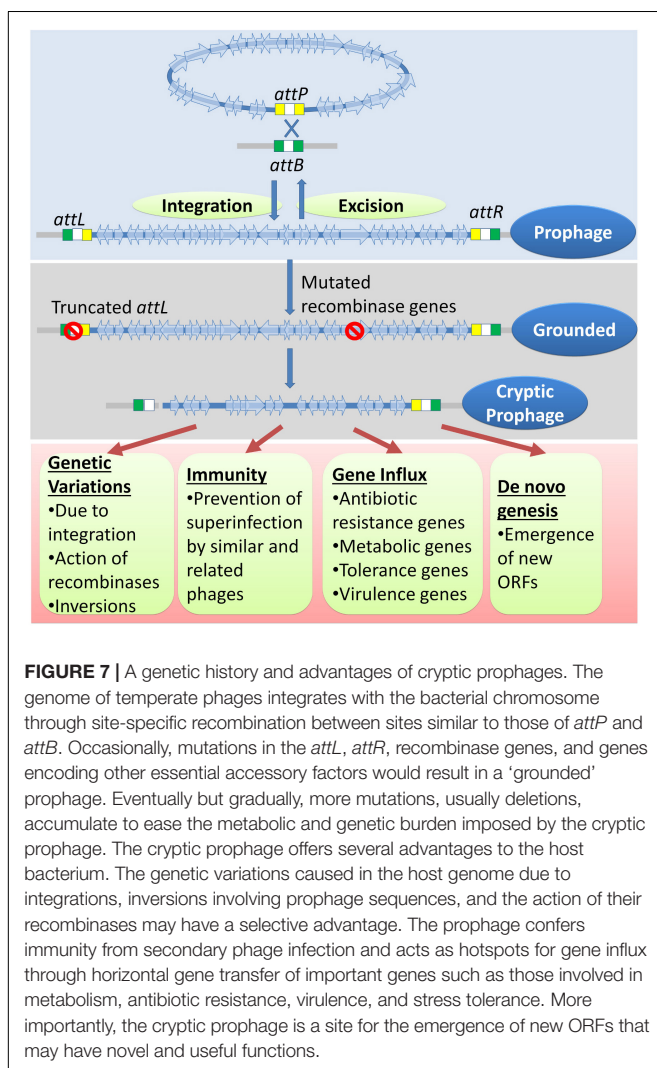 attP
attB
Integration
Excision
attL
attR
Prophage
Mutated
recombinase genes
Truncated attL
Grounded
Cryptic
Prophage
Genetic
Variations
•Due to
integration
•Action of
recombinases
•Inversions
Immunity
•Prevention of
superinfection
by similar and
related
phages
Gene Influx
•Antibiotic
resistance genes
•Metabolic genes
•Tolerance genes
•Virulence genes
De novo
genesis
•Emergence
of new
ORFs
FIGURE 7 | A genetic history and advantages of cryptic prophages. The
genome of temperate phages integrates with the bacterial chromosome
through site-specific recombination between sites similar to those of attP and
attB. Occasionally, mutations in the attL, attR, recombinase genes, and genes
encoding other essential accessory factors would result in a ‘grounded’
prophage. Eventually but gradually, more mutations, usually deletions,
accumulate to ease the metabolic and genetic burden imposed by the cryptic
prophage. The cryptic prophage offers several advantages to the host
bacterium. The genetic variations caused in the host genome due to
integrations, inversions involving prophage sequences, and the action of their
recombinases may have a selective advantage. The prophage confers
immunity from secondary phage infection and acts as hotspots for gene influx
through horizontal gene transfer of important genes such as those involved in
metabolism, antibiotic resistance, virulence, and stress tolerance. More
importantly, the cryptic prophage is a site for the emergence of new ORFs that
may have novel and useful functions.